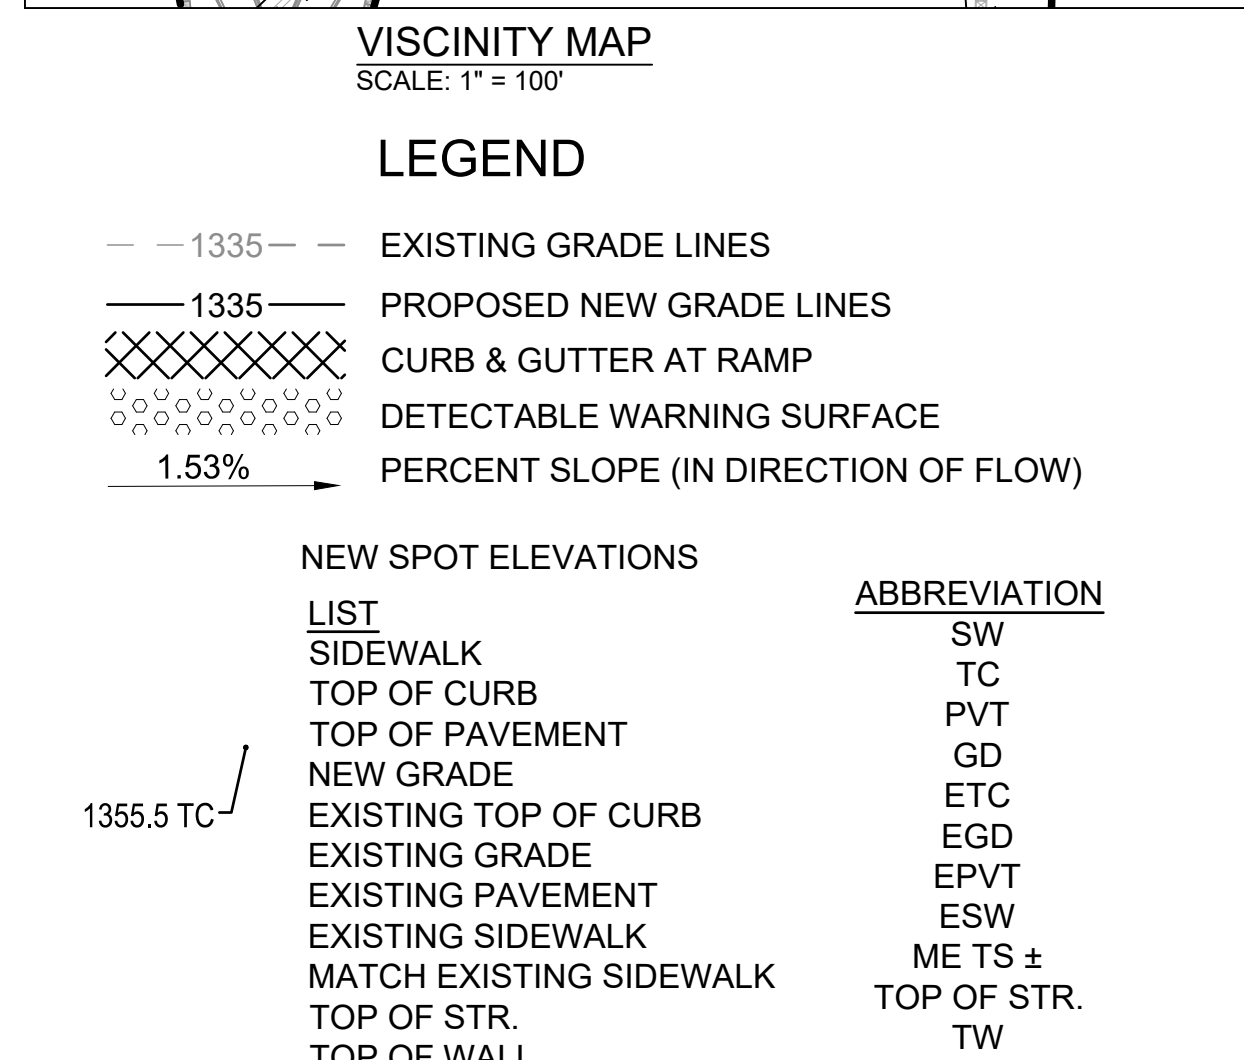 VISCINITY MAP
SCALE: 1" = 100'
LEGEND
1335 EXISTING GRADE LINES
1335 PROPOSED NEW GRADE LINES
CURB & GUTTER AT RAMP
DETECTABLE WARNING SURFACE
1.53% PERCENT SLOPE (IN DIRECTION OF FLOW)
NEW SPOT ELEVATIONS
LIST
SIDEWALK
TOP OF CURB
TOP OF PAVEMENT
NEW GRADE
EXISTING TOP OF CURB
EXISTING GRADE
EXISTING PAVEMENT
EXISTING SIDEWALK
MATCH EXISTING SIDEWALK
TOP OF STR.
TOP OF WALL
1355.5 TC
ABBREVIATION
SW
TC
PVT
GD
ETC
EGD
EPVT
ESW
ME TS ±
TOP OF STR.
TW